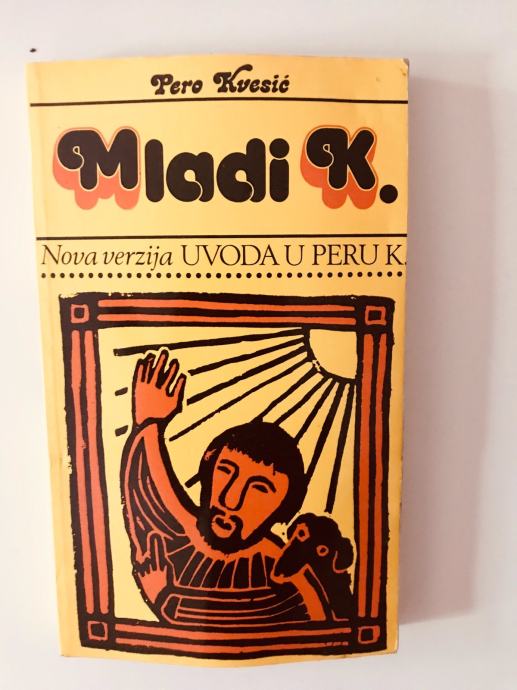 Pero Kvesić
Mladi K.
Nova verzija UVODA U PERU K.